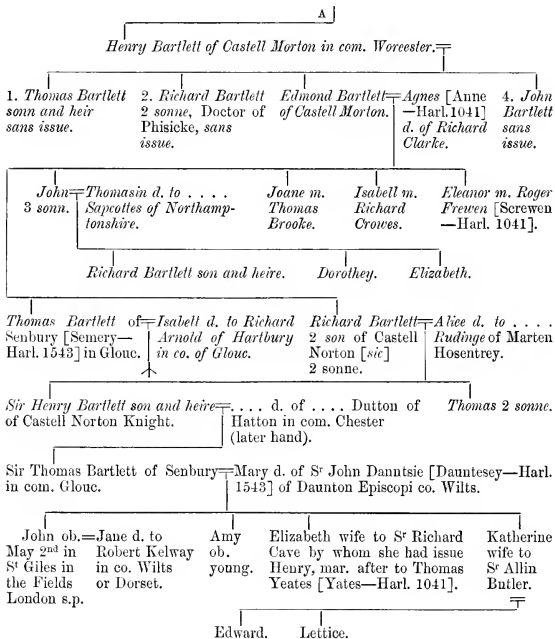 A
Henry Bartlett of Castell Morton in com. Worcester.
1. Thomas Bartlett
sonn and heir
sans issue.
2. Richard Bartlett
2 sonne, Doctor of
Phisicke, sans
issue.
Edmond Bartlett
of Castell Morton.
Agnes [Anne
—Harl. 1041]
d. of Richard
Clarke.
4. John
Bartlett
sans
issue.
John
3 sonn.
Thomasin d. to . . . .
Sapcottes of Northamp-
tonshire.
Joane m.
Thomas
Brooke.
Isabell m.
Richard
Crowes.
Eleanor m. Roger
Frewen [Screwen
—Harl. 1041].
Richard Bartlett son and heire.
Dorothey.
Elizabeth.
Thomas Bartlett of
Senbury [Semery—
Harl. 1543] in Glouc.
Isabell d. to Richard
Arnold of Hartbury
in co. of Glouc.
Richard Bartlett
2 son of Castell
Norton [sic]
2 sonne.
Alice d. to . . . .
Rudinge of Marten
Hosentrey.
Sir Henry Bartlett son and heire
of Castell Norton Knight.
. . . . d. of . . . . Dutton of
Hatton in com. Chester
(later hand).
Thomas 2 sonne.
Sir Thomas Bartlett of Senbury
in com. Glouc.
Mary d. of Sr John Danntsie [Dauntesey—Harl.
1543] of Daunton Episcopi co. Wilts.
John ob.
May 2nd in
St Giles in
the Fields
London s.p.
Jane d. to
Robert Kelway
in co. Wilts
or Dorset.
Amy
ob.
young.
Elizabeth wife to Sr Richard
Cave by whom she had issue
Henry, mar. after to Thomas
Yeates [Yates—Harl. 1041].
Katherine
wife to
Sr Allin
Butler.
Edward.
Lettice.